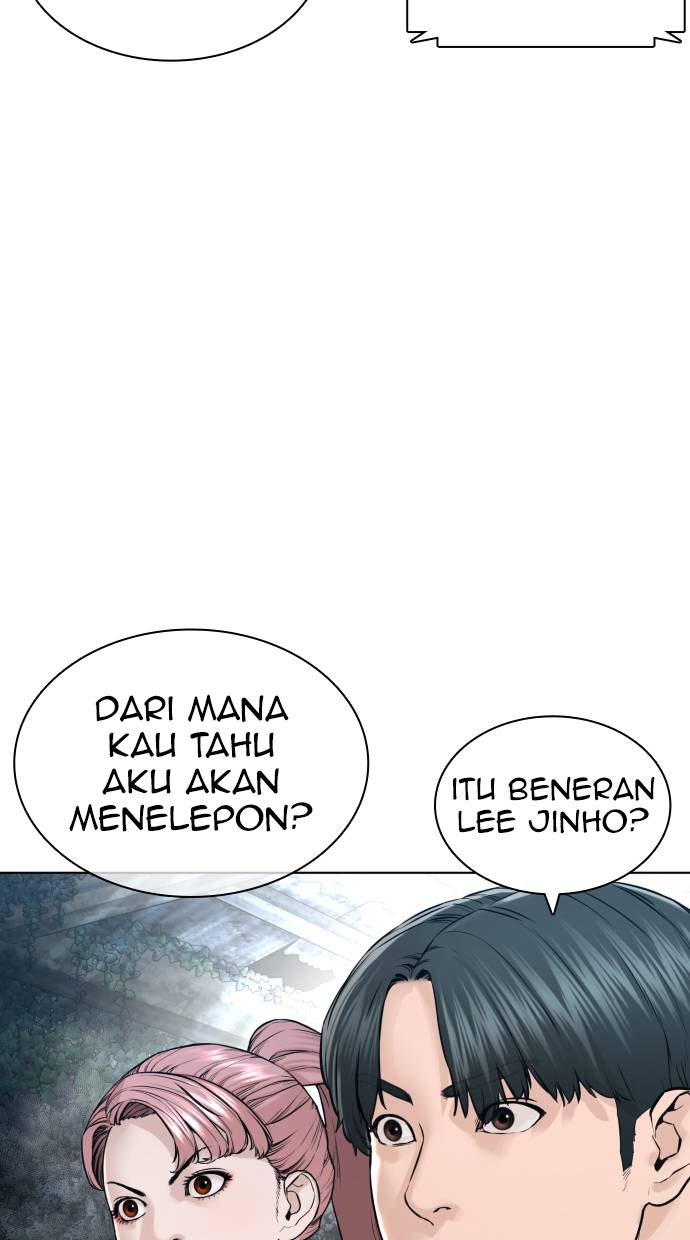 DARI MANA
KAU TAHU
AKU AKAN
MENELEPON?
ITU BENERAN
LEE JINHO?